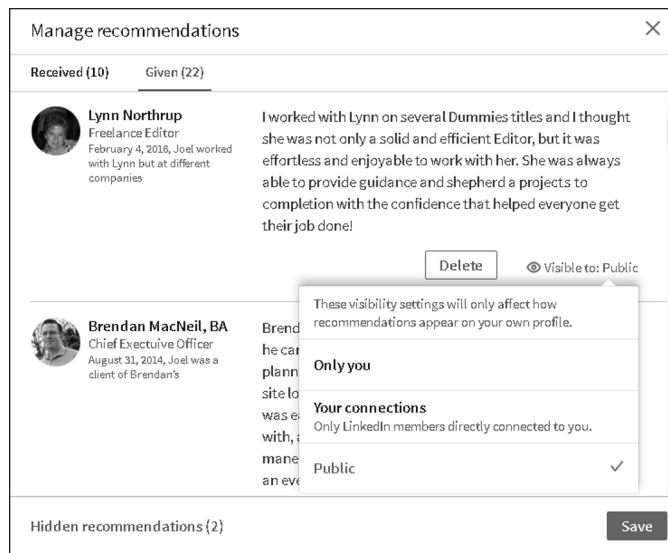 Manage recommendations
Received (10)
Given (22)
Lynn Northrup
Freelance Editor
February 4, 2016, Joel worked
with Lynn but at different
companies
I worked with Lynn on several Dummies titles and I thought
she was not only a solid and efficient Editor, but it was
effortless and enjoyable to work with her. She was always
able to provide guidance and shepherd a projects to
completion with the confidence that helped everyone get
their job done!
Delete
Visible to: Public
These visibility settings will only affect how
recommendations appear on your own profile.
Only you
Your connections
Only LinkedIn members directly connected to you.
Public
Brendan MacNeil, BA
Chief Exectuive Officer
August 31, 2014, Joel was a
client of Brendan's
Brend
he car
plann
site lo
was ea
with, a
mane
an eve
Hidden recommendations (2)
Save